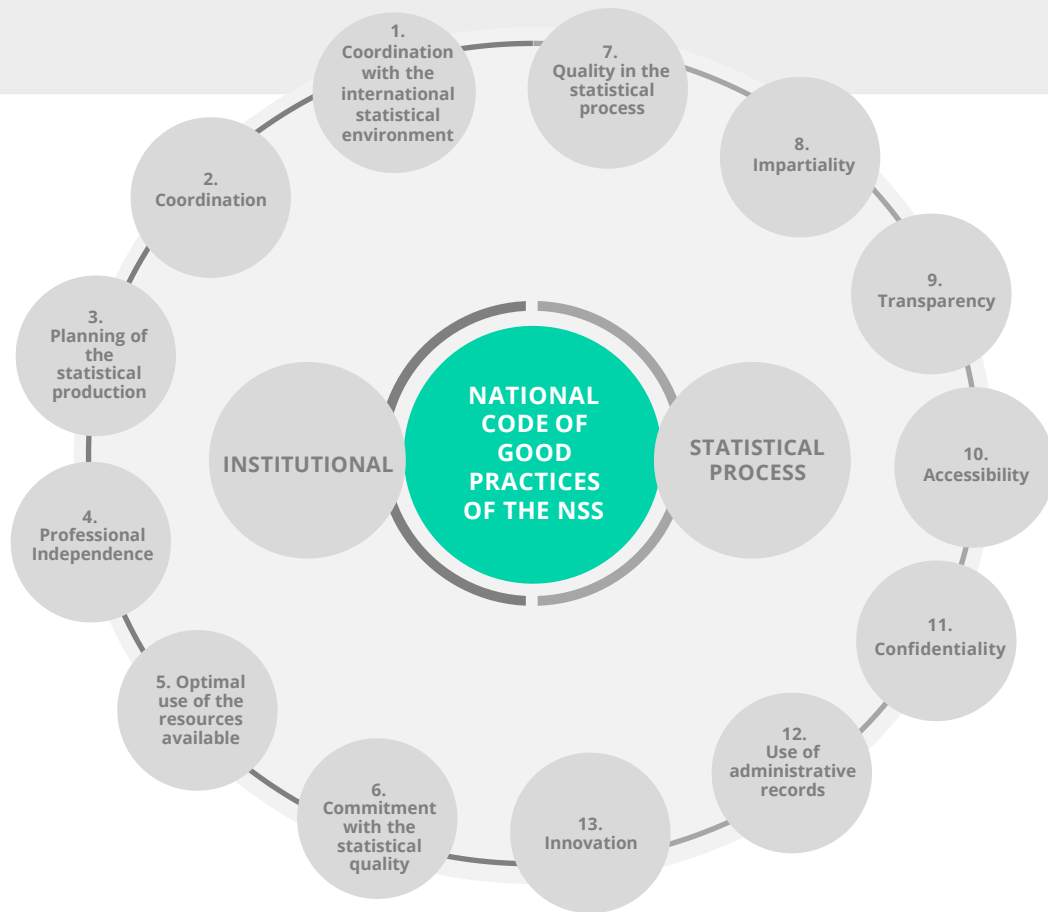 1.
Coordination
with the
international
statistical
environment
7.
Quality in the
statistical
process
8.
Impartiality
2.
Coordination
9.
Transparency
3.
Planning of
the
statistical
production
NATIONAL
CODE OF
GOOD
PRACTICES
OF THE NSS
INSTITUTIONAL
STATISTICAL
PROCESS
10.
Accessibility
4.
Professional
Independence
11.
Confidentiality
5. Optimal
use of the
resources
available
12.
Use of
administrative
records
6.
Commitment
with the
statistical
quality
13.
Innovation